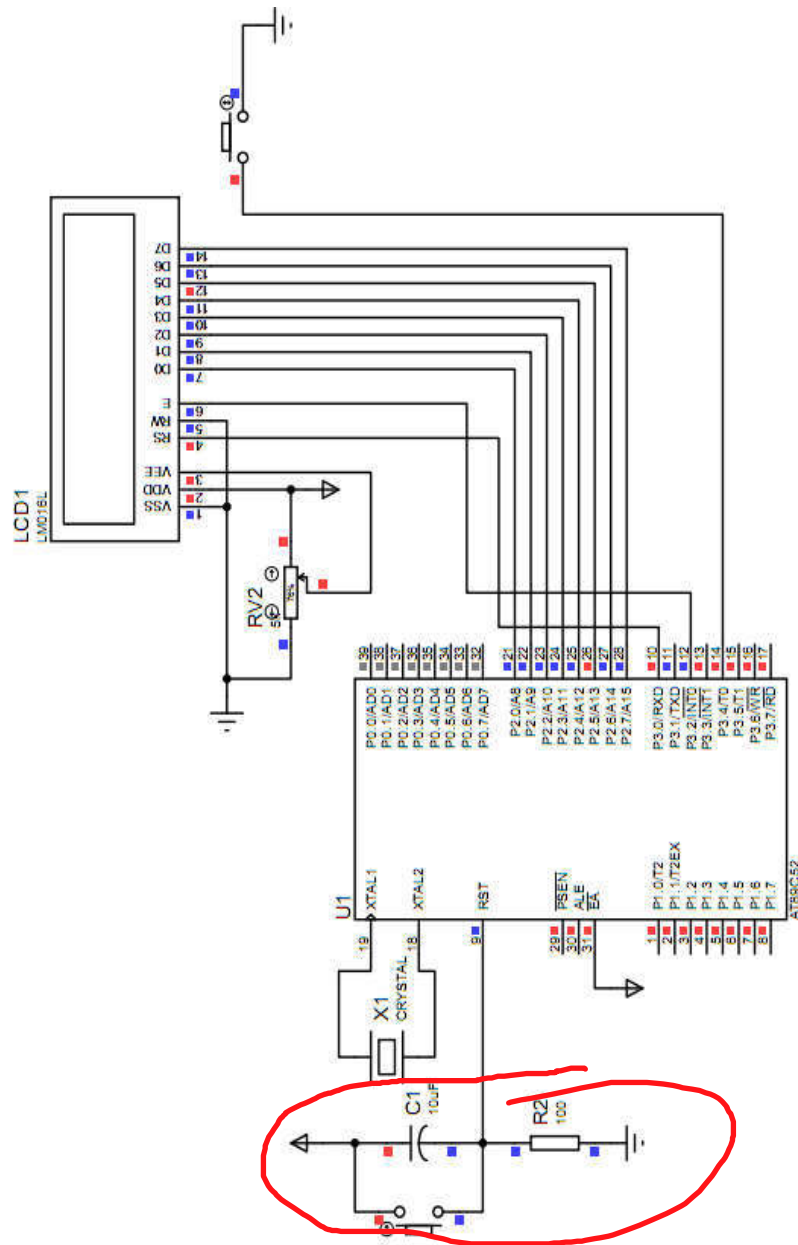 LCD1
LM016L
D7
D6
D5
D4
D3
D2
D1
D0
E
RW
RS
VEE
VDD
VSS
14
13
12
11
10
9
8
7
6
5
4
3
2
1
RV2
76%
U1
XTAL1
XTAL2
RST
PSEN
ALE
EA
P1.0/T2
P1.1/T2EX
P1.2
P1.3
P1.4
P1.5
P1.6
P1.7
19
18
9
29
30
31
1
2
3
4
5
6
7
8
P0.0/AD0
P0.1/AD1
P0.2/AD2
P0.3/AD3
P0.4/AD4
P0.5/AD5
P0.6/AD6
P0.7/AD7
P2.0/A8
P2.1/A9
P2.2/A10
P2.3/A11
P2.4/A12
P2.5/A13
P2.6/A14
P2.7/A15
P3.0/RXD
P3.1/TXD
P3.2/INT0
P3.3/INT1
P3.4/T0
P3.5/T1
P3.6/WR
P3.7/RD
39
38
37
36
35
34
33
32
21
22
23
24
25
26
27
28
10
11
12
13
14
15
16
17
AT89C52
X1
CRYSTAL
C1
10uF
R2
100